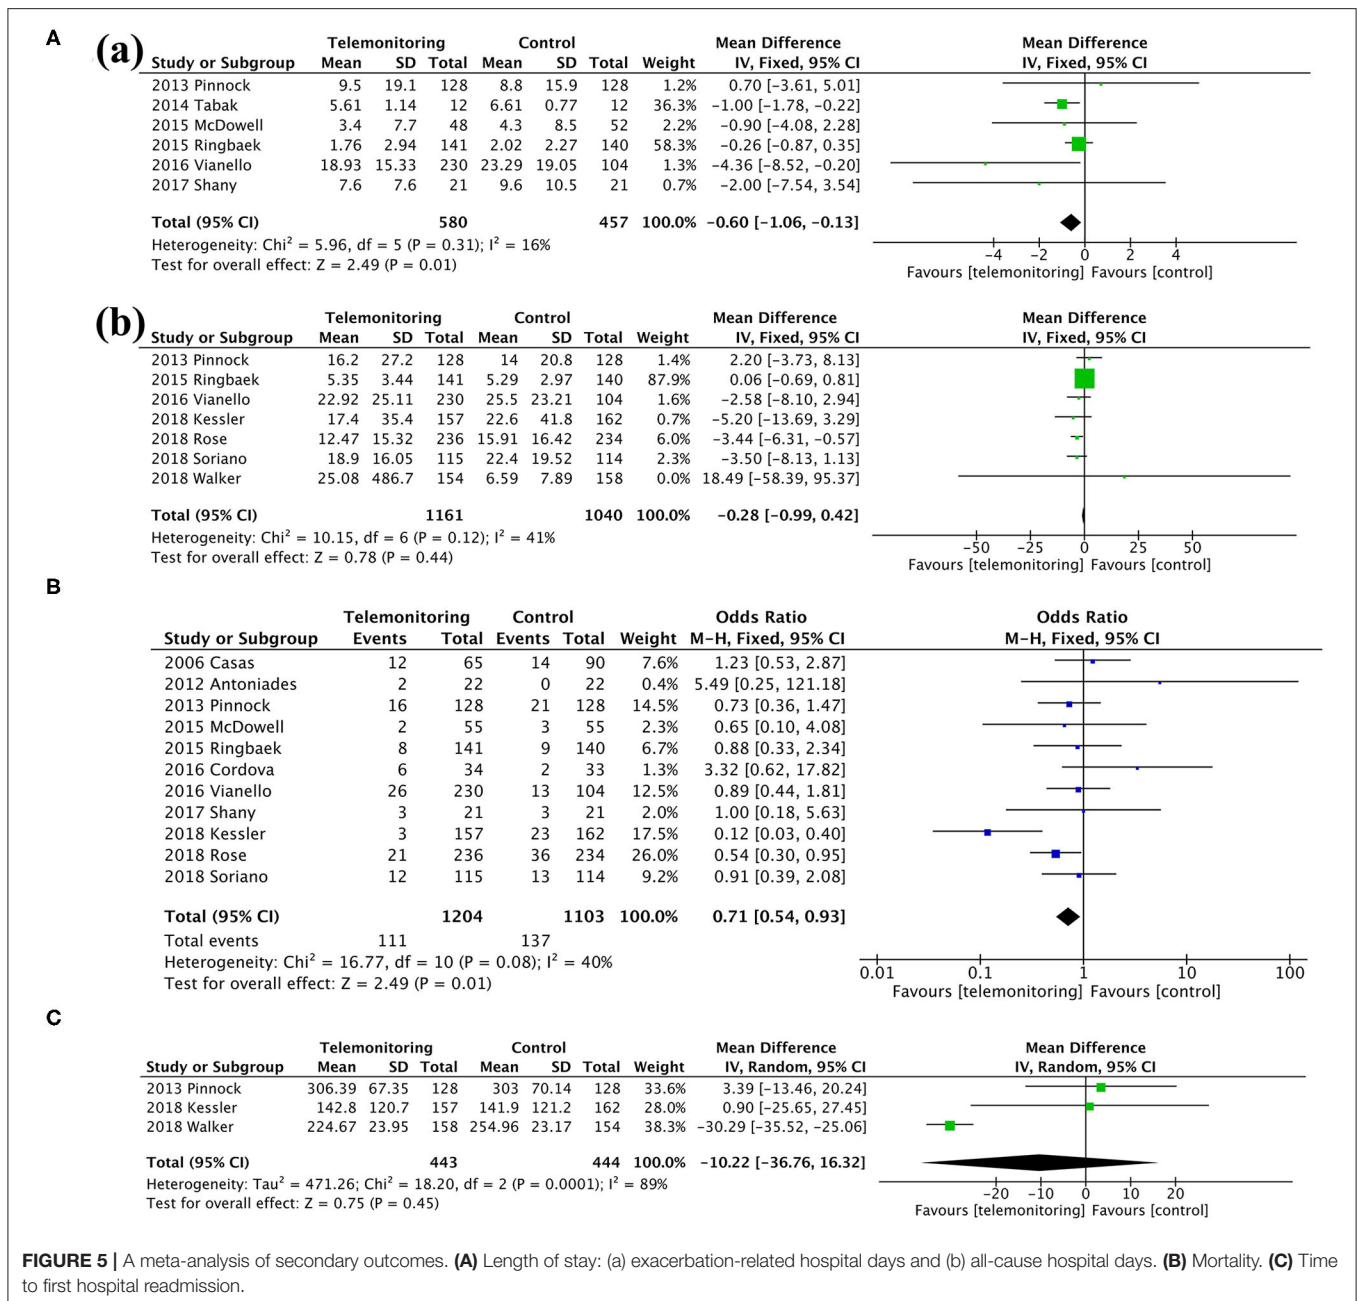 A
(a)
Telemonitoring Control Mean Difference Mean Difference
Study or Subgroup Mean SD Total Mean SD Total Weight IV, Fixed, 95% CI IV, Fixed, 95% CI
2013 Pinnock 9.5 19.1 128 8.8 15.9 128 1.2% 0.70 [−3.61, 5.01]
2014 Tabak 5.61 1.14 12 6.61 0.77 12 36.3% −1.00 [−1.78, −0.22]
2015 McDowell 3.4 7.7 48 4.3 8.5 52 2.2% −0.90 [−4.08, 2.28]
2015 Ringbaek 1.76 2.94 141 2.02 2.27 140 58.3% −0.26 [−0.87, 0.35]
2016 Vianello 18.93 15.33 230 23.29 19.05 104 1.3% −4.36 [−8.52, −0.20]
2017 Shany 7.6 7.6 21 9.6 10.5 21 0.7% −2.00 [−7.54, 3.54]
Total (95% CI) 580 457 100.0% −0.60 [−1.06, −0.13]
Heterogeneity: Chi² = 5.96, df = 5 (P = 0.31); I² = 16%
Test for overall effect: Z = 2.49 (P = 0.01)
−4 −2 0 2 4
Favours [telemonitoring] Favours [control]
(b)
Telemonitoring Control Mean Difference Mean Difference
Study or Subgroup Mean SD Total Mean SD Total Weight IV, Fixed, 95% CI IV, Fixed, 95% CI
2013 Pinnock 16.2 27.2 128 14 20.8 128 1.4% 2.20 [−3.73, 8.13]
2015 Ringbaek 5.35 3.44 141 5.29 2.97 140 87.9% 0.06 [−0.69, 0.81]
2016 Vianello 22.92 25.11 230 25.5 23.21 104 1.6% −2.58 [−8.10, 2.94]
2018 Kessler 17.4 35.4 157 22.6 41.8 162 0.7% −5.20 [−13.69, 3.29]
2018 Rose 12.47 15.32 236 15.91 16.42 234 6.0% −3.44 [−6.31, −0.57]
2018 Soriano 18.9 16.05 115 22.4 19.52 114 2.3% −3.50 [−8.13, 1.13]
2018 Walker 25.08 486.7 154 6.59 7.89 158 0.0% 18.49 [−58.39, 95.37]
Total (95% CI) 1161 1040 100.0% −0.28 [−0.99, 0.42]
Heterogeneity: Chi² = 10.15, df = 6 (P = 0.12); I² = 41%
Test for overall effect: Z = 0.78 (P = 0.44)
−50 −25 0 25 50
Favours [telemonitoring] Favours [control]
B
Telemonitoring Control Odds Ratio Odds Ratio
Study or Subgroup Events Total Events Total Weight M−H, Fixed, 95% CI M−H, Fixed, 95% CI
2006 Casas 12 65 14 90 7.6% 1.23 [0.53, 2.87]
2012 Antoniades 2 22 0 22 0.4% 5.49 [0.25, 121.18]
2013 Pinnock 16 128 21 128 14.5% 0.73 [0.36, 1.47]
2015 McDowell 2 55 3 55 2.3% 0.65 [0.10, 4.08]
2015 Ringbaek 8 141 9 140 6.7% 0.88 [0.33, 2.34]
2016 Cordova 6 34 2 33 1.3% 3.32 [0.62, 17.82]
2016 Vianello 26 230 13 104 12.5% 0.89 [0.44, 1.81]
2017 Shany 3 21 3 21 2.0% 1.00 [0.18, 5.63]
2018 Kessler 3 157 23 162 17.5% 0.12 [0.03, 0.40]
2018 Rose 21 236 36 234 26.0% 0.54 [0.30, 0.95]
2018 Soriano 12 115 13 114 9.2% 0.91 [0.39, 2.08]
Total (95% CI) 1204 1103 100.0% 0.71 [0.54, 0.93]
Total events 111 137
Heterogeneity: Chi² = 16.77, df = 10 (P = 0.08); I² = 40%
Test for overall effect: Z = 2.49 (P = 0.01)
0.01 0.1 1 10 100
Favours [telemonitoring] Favours [control]
C
Telemonitoring Control Mean Difference Mean Difference
Study or Subgroup Mean SD Total Mean SD Total Weight IV, Random, 95% CI IV, Random, 95% CI
2013 Pinnock 306.39 67.35 128 303 70.14 128 33.6% 3.39 [−13.46, 20.24]
2018 Kessler 142.8 120.7 157 141.9 121.2 162 28.0% 0.90 [−25.65, 27.45]
2018 Walker 224.67 23.95 158 254.96 23.17 154 38.3% −30.29 [−35.52, −25.06]
Total (95% CI) 443 444 100.0% −10.22 [−36.76, 16.32]
Heterogeneity: Tau² = 471.26; Chi² = 18.20, df = 2 (P = 0.0001); I² = 89%
Test for overall effect: Z = 0.75 (P = 0.45)
−20 −10 0 10 20
Favours [telemonitoring] Favours [control]
FIGURE 5 | A meta-analysis of secondary outcomes. (A) Length of stay: (a) exacerbation-related hospital days and (b) all-cause hospital days. (B) Mortality. (C) Time
to first hospital readmission.